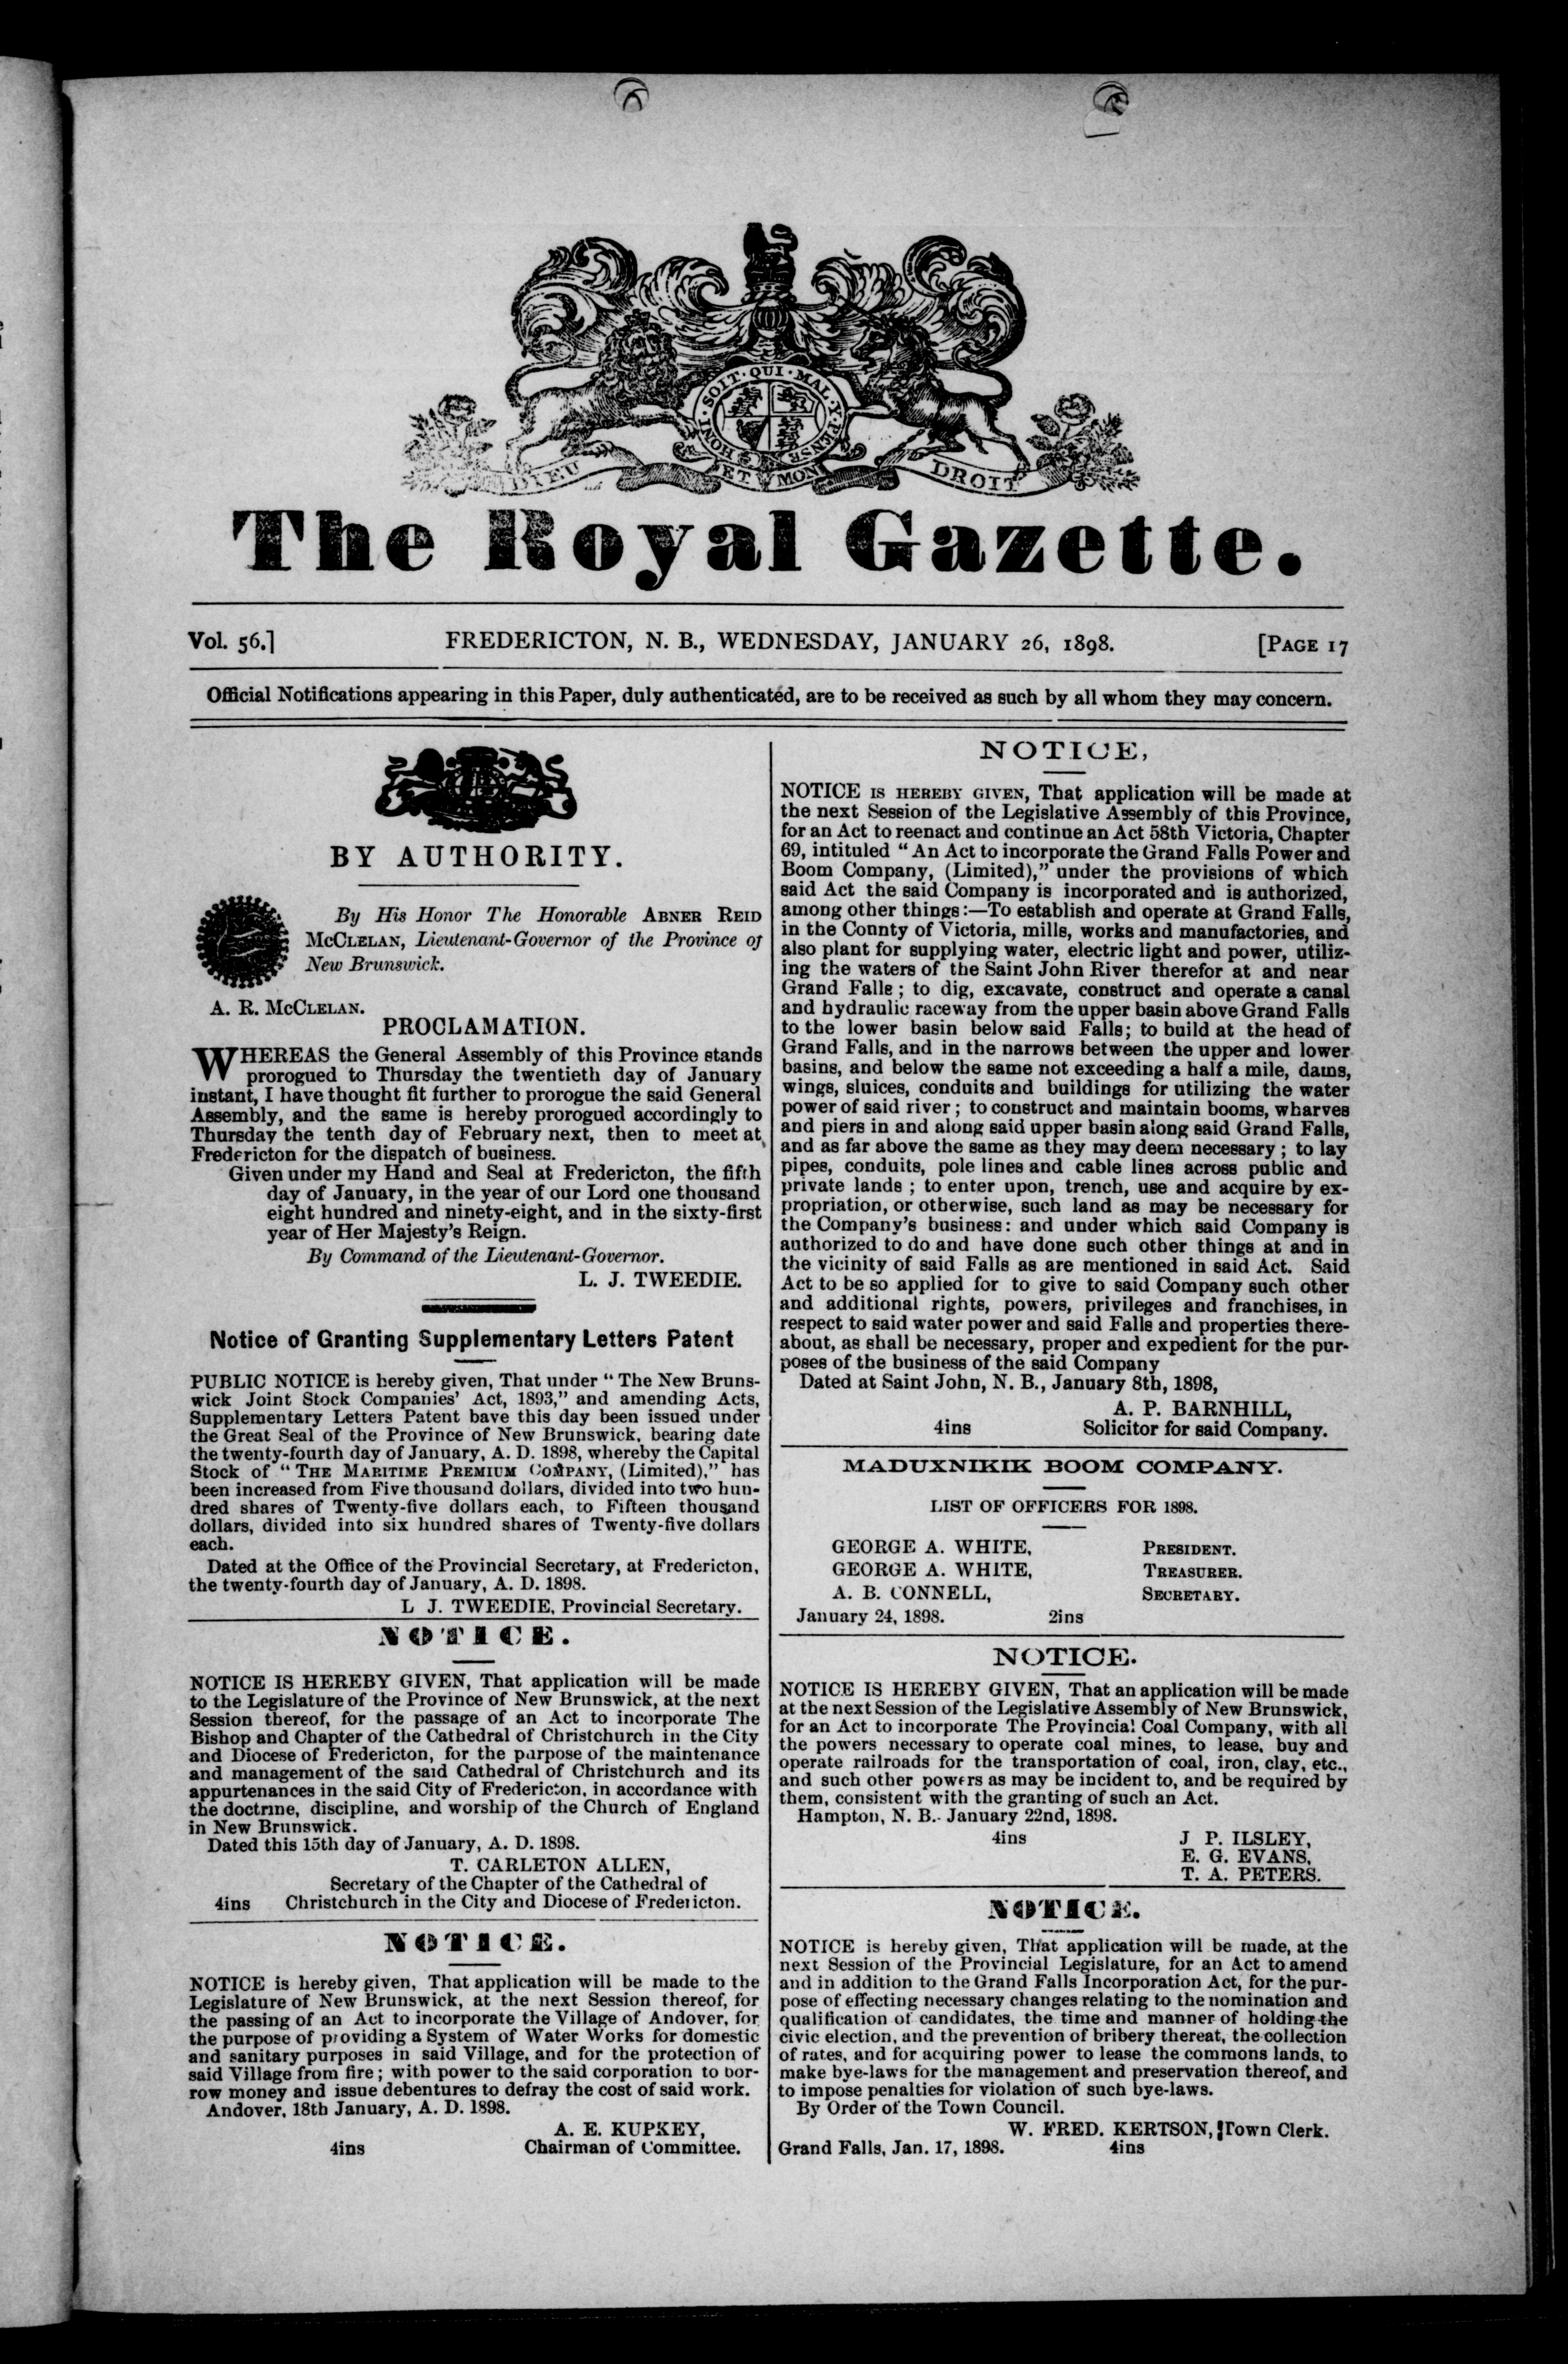 HONI · SOIT · QUI · MAL · Y · PENSE
DIEU ET MON DROIT
The Royal Gazette.
Vol. 56.] FREDERICTON, N. B., WEDNESDAY, JANUARY 26, 1898. [PAGE 17
Official Notifications appearing in this Paper, duly authenticated, are to be received as such by all whom they may concern.
BY AUTHORITY.
By His Honor The Honorable ABNER REID
MCCLELAN, Lieutenant-Governor of the Province of
New Brunswick.
A. R. MCCLELAN.
PROCLAMATION.
WHEREAS the General Assembly of this Province stands
prorogued to Thursday the twentieth day of January
instant, I have thought fit further to prorogue the said General
Assembly, and the same is hereby prorogued accordingly to
Thursday the tenth day of February next, then to meet at
Fredericton for the dispatch of business.
Given under my Hand and Seal at Fredericton, the fifth
day of January, in the year of our Lord one thousand
eight hundred and ninety-eight, and in the sixty-first
year of Her Majesty's Reign.
By Command of the Lieutenant-Governor.
L. J. TWEEDIE.
Notice of Granting Supplementary Letters Patent
PUBLIC NOTICE is hereby given, That under "The New Bruns-
wick Joint Stock Companies' Act, 1893," and amending Acts,
Supplementary Letters Patent have this day been issued under
the Great Seal of the Province of New Brunswick, bearing date
the twenty-fourth day of January, A. D. 1898, whereby the Capital
Stock of "THE MARITIME PREMIUM COMPANY, (Limited)," has
been increased from Five thousand dollars, divided into two hun-
dred shares of Twenty-five dollars each, to Fifteen thousand
dollars, divided into six hundred shares of Twenty-five dollars
each.
Dated at the Office of the Provincial Secretary, at Fredericton,
the twenty-fourth day of January, A. D. 1898.
L J. TWEEDIE, Provincial Secretary.
NOTICE.
NOTICE IS HEREBY GIVEN, That application will be made
to the Legislature of the Province of New Brunswick, at the next
Session thereof, for the passage of an Act to incorporate The
Bishop and Chapter of the Cathedral of Christchurch in the City
and Diocese of Fredericton, for the purpose of the maintenance
and management of the said Cathedral of Christchurch and its
appurtenances in the said City of Fredericton, in accordance with
the doctrine, discipline, and worship of the Church of England
in New Brunswick.
Dated this 15th day of January, A. D. 1898.
T. CARLETON ALLEN,
Secretary of the Chapter of the Cathedral of
4ins Christchurch in the City and Diocese of Fredericton.
NOTICE.
NOTICE is hereby given, That application will be made to the
Legislature of New Brunswick, at the next Session thereof, for
the passing of an Act to incorporate the Village of Andover, for
the purpose of providing a System of Water Works for domestic
and sanitary purposes in said Village, and for the protection of
said Village from fire; with power to the said corporation to bor-
row money and issue debentures to defray the cost of said work.
Andover, 18th January, A. D. 1898.
A. E. KUPKEY,
4ins Chairman of Committee.
NOTICE,
NOTICE IS HEREBY GIVEN, That application will be made at
the next Session of the Legislative Assembly of this Province,
for an Act to reenact and continue an Act 58th Victoria, Chapter
69, intituled "An Act to incorporate the Grand Falls Power and
Boom Company, (Limited)," under the provisions of which
said Act the said Company is incorporated and is authorized,
among other things:—To establish and operate at Grand Falls,
in the Connty of Victoria, mills, works and manufactories, and
also plant for supplying water, electric light and power, utiliz-
ing the waters of the Saint John River therefor at and near
Grand Falls; to dig, excavate, construct and operate a canal
and hydraulic raceway from the upper basin above Grand Falls
to the lower basin below said Falls; to build at the head of
Grand Falls, and in the narrows between the upper and lower
basins, and below the same not exceeding a half a mile, dams,
wings, sluices, conduits and buildings for utilizing the water
power of said river; to construct and maintain booms, wharves
and piers in and along said upper basin along said Grand Falls,
and as far above the same as they may deem necessary; to lay
pipes, conduits, pole lines and cable lines across public and
private lands; to enter upon, trench, use and acquire by ex-
propriation, or otherwise, such land as may be necessary for
the Company's business: and under which said Company is
authorized to do and have done such other things at and in
the vicinity of said Falls as are mentioned in said Act. Said
Act to be so applied for to give to said Company such other
and additional rights, powers, privileges and franchises, in
respect to said water power and said Falls and properties there-
about, as shall be necessary, proper and expedient for the pur-
poses of the business of the said Company
Dated at Saint John, N. B., January 8th, 1898,
A. P. BARNHILL,
4ins Solicitor for said Company.
MADUXNIKIK BOOM COMPANY.
LIST OF OFFICERS FOR 1898.
GEORGE A. WHITE, PRESIDENT.
GEORGE A. WHITE, TREASURER.
A. B. CONNELL, SECRETARY.
January 24, 1898. 2ins
NOTICE.
NOTICE IS HEREBY GIVEN, That an application will be made
at the next Session of the Legislative Assembly of New Brunswick,
for an Act to incorporate The Provincial Coal Company, with all
the powers necessary to operate coal mines, to lease, buy and
operate railroads for the transportation of coal, iron, clay, etc.,
and such other powers as may be incident to, and be required by
them, consistent with the granting of such an Act.
Hampton, N. B. January 22nd, 1898.
4ins J P. ILSLEY,
E. G. EVANS,
T. A. PETERS.
NOTICE.
NOTICE is hereby given, That application will be made, at the
next Session of the Provincial Legislature, for an Act to amend
and in addition to the Grand Falls Incorporation Act, for the pur-
pose of effecting necessary changes relating to the nomination and
qualification of candidates, the time and manner of holding the
civic election, and the prevention of bribery thereat, the collection
of rates, and for acquiring power to lease the commons lands, to
make bye-laws for the management and preservation thereof, and
to impose penalties for violation of such bye-laws.
By Order of the Town Council.
W. FRED. KERTSON, Town Clerk.
Grand Falls, Jan. 17, 1898. 4ins